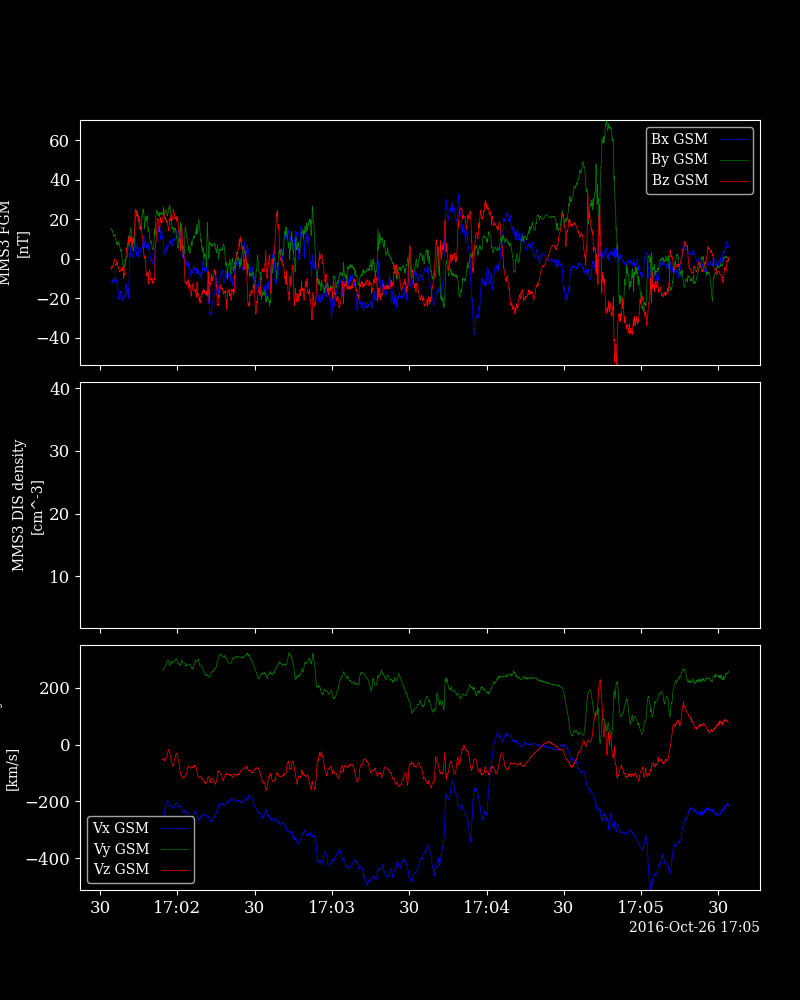 60
40
20
0
−20
−40
MMS3 FGM
[nT]
Bx GSM
By GSM
Bz GSM
40
30
20
10
MMS3 DIS density
[cm^-3]
200
0
−200
−400
[km/s]
Vx GSM
Vy GSM
Vz GSM
30 17:02 30 17:03 30 17:04 30 17:05 30
2016-Oct-26 17:05